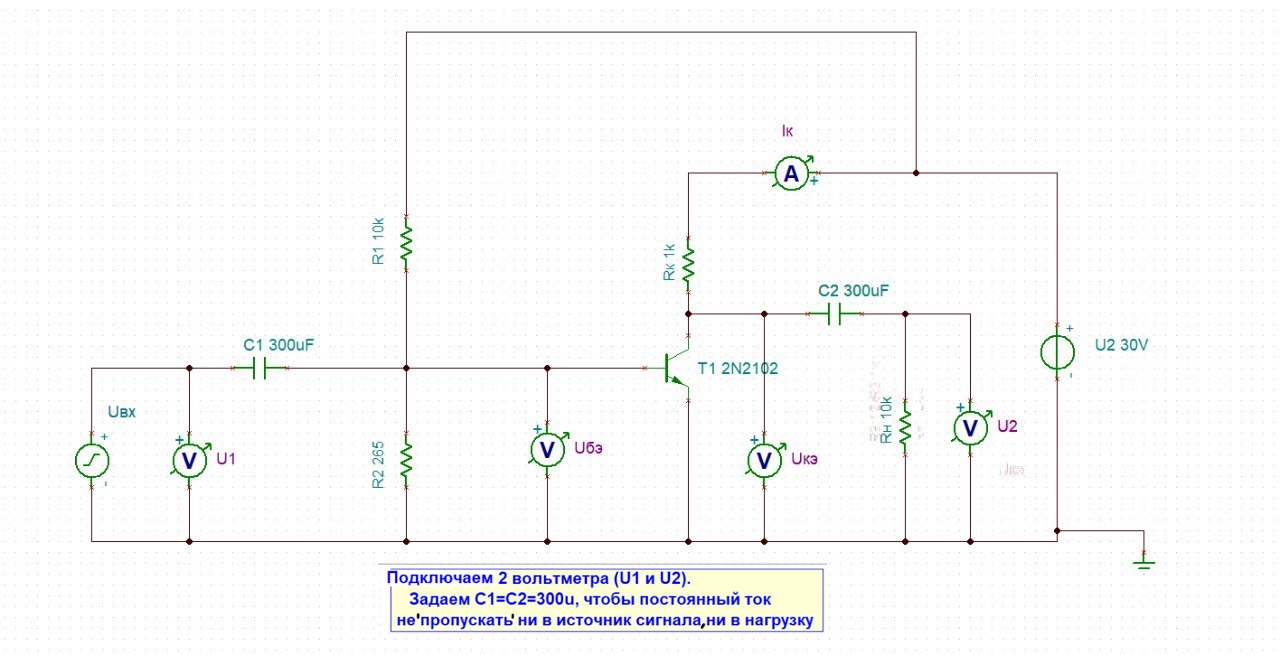 Iк
A
+
R1 10k
Rк 1k
C2 300uF
+
U2 30V
-
C1 300uF
T1 2N2102
Uвх
+
-
+
V
U1
R2 265
+
V
Uбэ
+
V
Uкэ
Rн 10k
+
V
U2
Подключаем 2 вольтметра (U1 и U2).
Задаем C1=C2=300u, чтобы постоянный ток
не'пропускать' ни в источник сигнала,ни в нагрузку